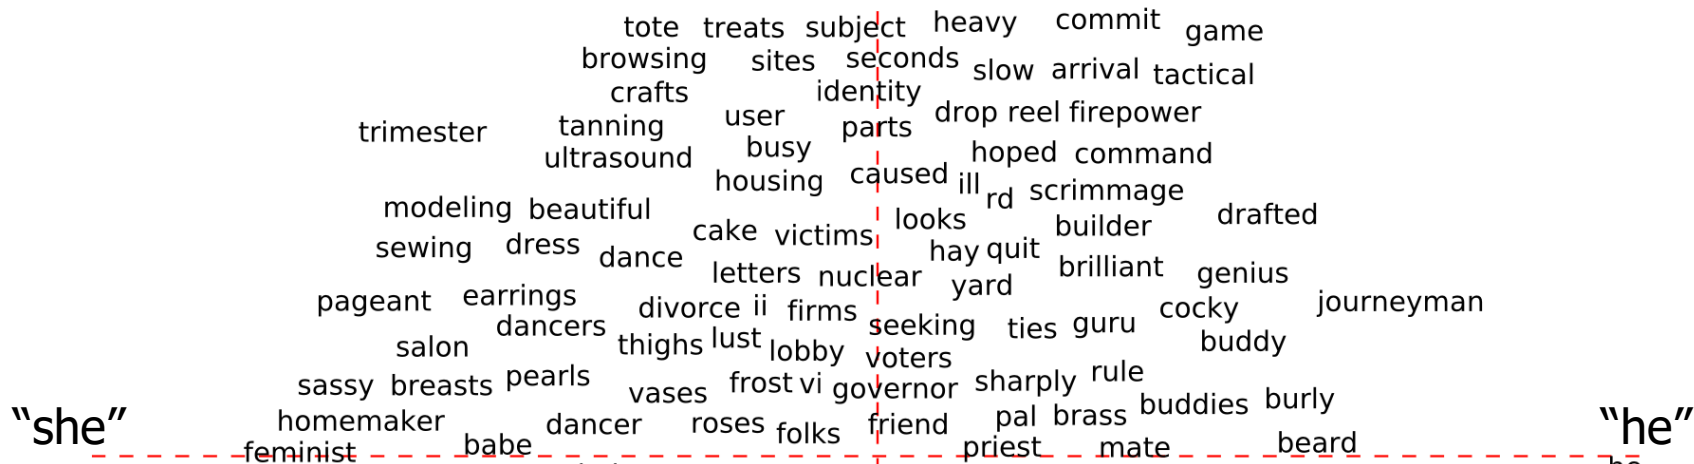 tote treats subject heavy commit game
browsing sites seconds slow arrival tactical
crafts identity drop reel firepower
trimester tanning user parts
ultrasound busy hoped command
housing caused ill rd scrimmage
modeling beautiful looks builder drafted
sewing dress dance cake victims hay quit
letters nuclear yard brilliant genius
pageant earrings divorce ii firms cocky journeyman
dancers seeking ties guru
salon thighs lust lobby voters buddy
sassy breasts pearls vases frost vi governor sharply rule
homemaker dancer roses folks friend pal brass buddies burly
“she” “he”
feminist babe priest mate beard